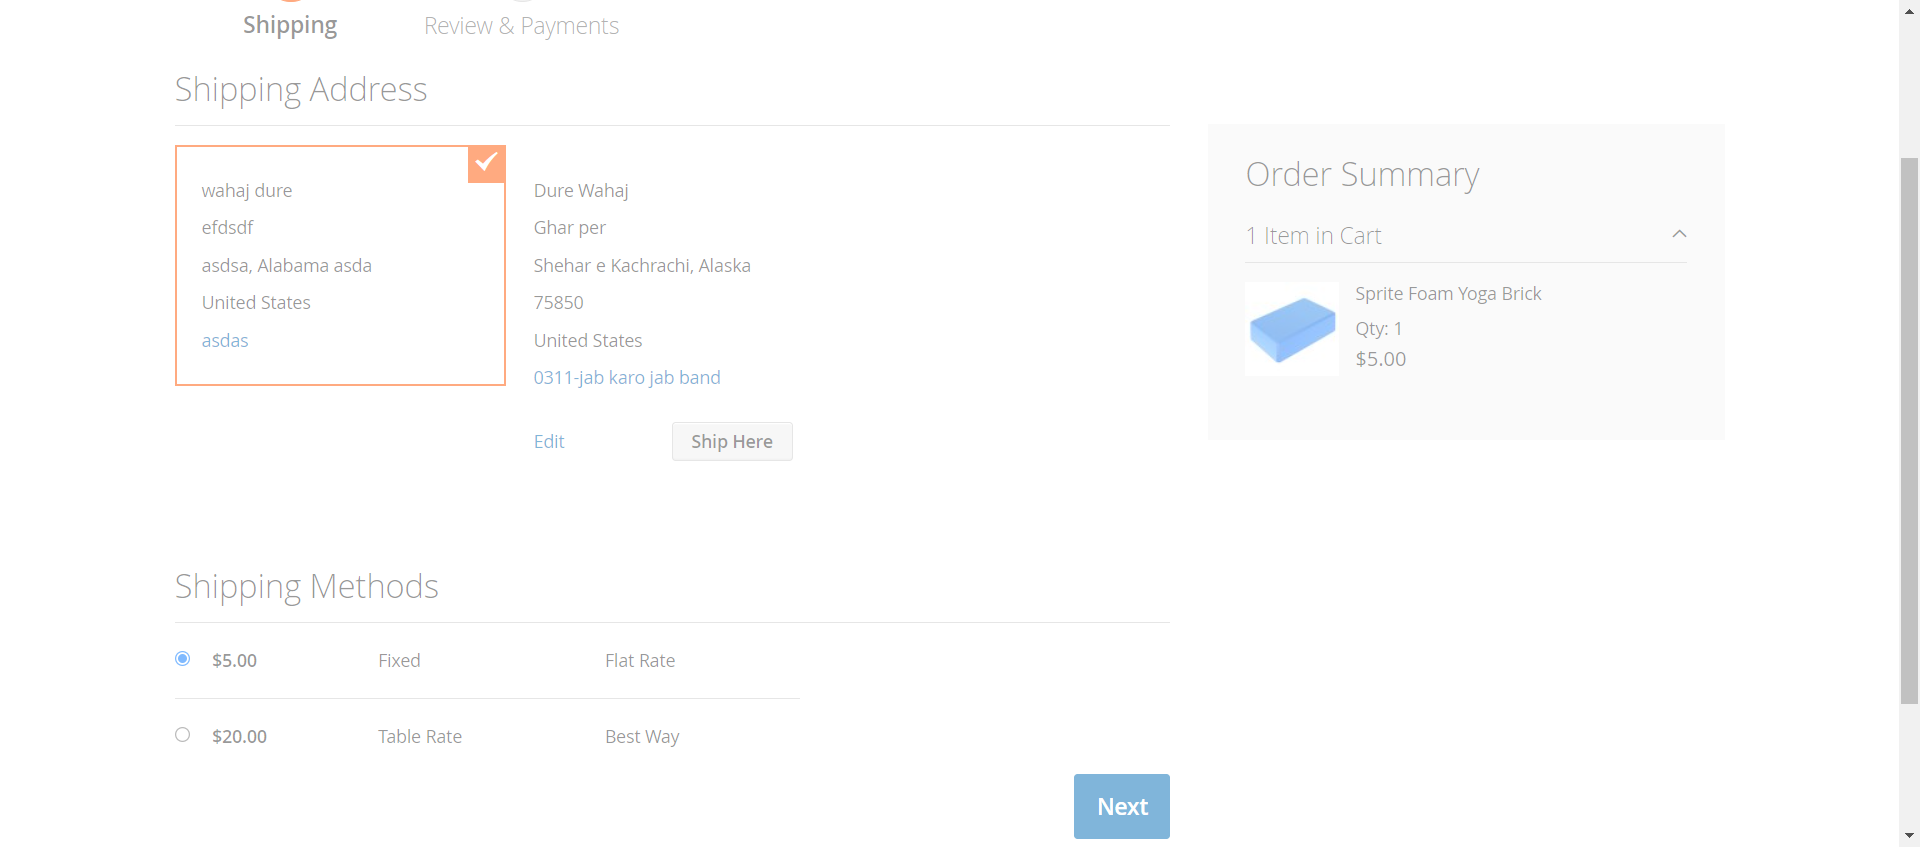 Shipping
Review & Payments
Shipping Address
wahaj dure
efdsdf
asdsa, Alabama asda
United States
asdas
Dure Wahaj
Ghar per
Shehar e Kachrachi, Alaska
75850
United States
0311-jab karo jab band
Edit
Ship Here
Order Summary
1 Item in Cart
Sprite Foam Yoga Brick
Qty: 1
$5.00
Shipping Methods
$5.00 Fixed Flat Rate
$20.00 Table Rate Best Way
Next